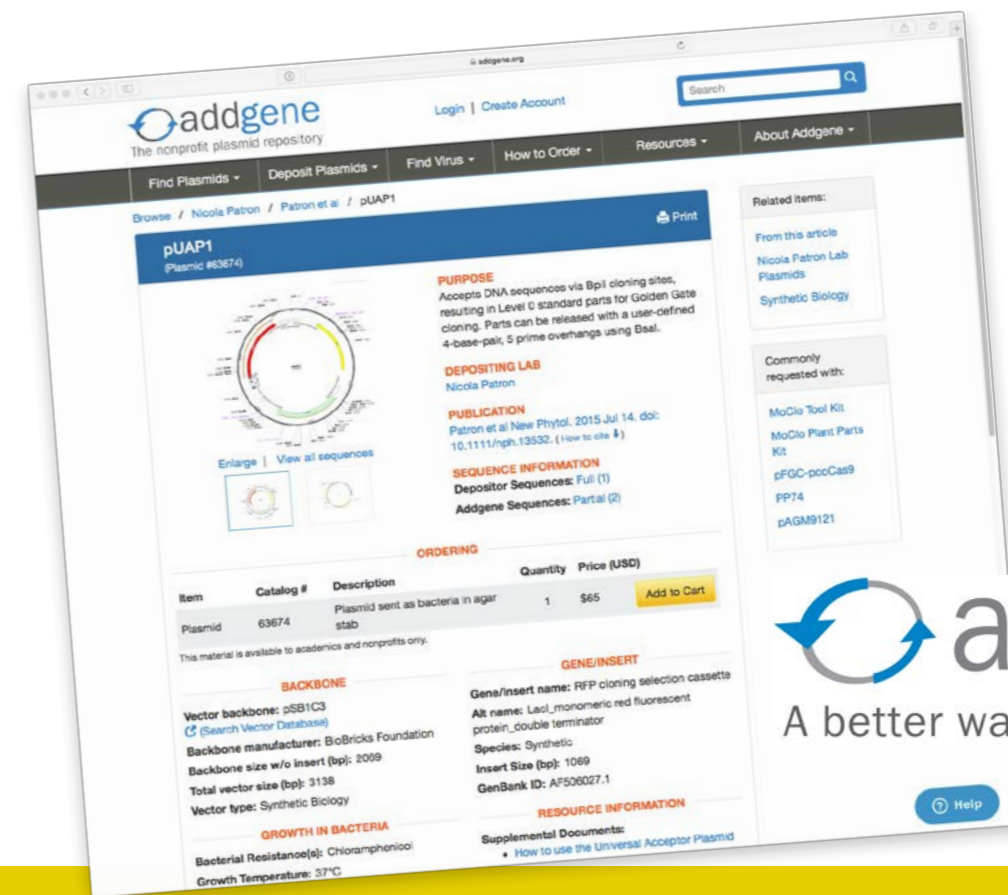 addgene.org
addgene
The nonprofit plasmid repository
Login | Create Account
Search
Find Plasmids
Deposit Plasmids
Find Virus
How to Order
Resources
About Addgene
Browse / Nicola Patron / Patron et al / pUAP1
pUAP1
(Plasmid #63674)
Print
PURPOSE
Accepts DNA sequences via BpiI cloning sites,
resulting in Level 0 standard parts for Golden Gate
cloning. Parts can be released with a user-defined
4-base-pair, 5 prime overhangs using BsaI.
DEPOSITING LAB
Nicola Patron
PUBLICATION
Patron et al New Phytol. 2015 Jul 14. doi:
10.1111/nph.13532. (How to cite)
SEQUENCE INFORMATION
Depositor Sequences: Full (1)
Addgene Sequences: Partial (2)
Enlarge | View all sequences
Related items:
From this article
Nicola Patron Lab
Plasmids
Synthetic Biology
Commonly
requested with:
MoClo Tool Kit
MoClo Plant Parts
Kit
pFGC-pcoCas9
PP74
pAGM9121
ORDERING
Item Catalog # Description Quantity Price (USD)
Plasmid 63674 Plasmid sent as bacteria in agar stab 1 $65 Add to Cart
This material is available to academics and nonprofits only.
BACKBONE
Vector backbone: pSB1C3
(Search Vector Database)
Backbone manufacturer: BioBricks Foundation
Backbone size w/o insert (bp): 2069
Total vector size (bp): 3138
Vector type: Synthetic Biology
GROWTH IN BACTERIA
Bacterial Resistance(s): Chloramphenicol
Growth Temperature: 37°C
GENE/INSERT
Gene/Insert name: RFP cloning selection cassette
Alt name: LacI_monomeric red fluorescent
protein_double terminator
Species: Synthetic
Insert Size (bp): 1069
GenBank ID: AF506027.1
RESOURCE INFORMATION
Supplemental Documents:
• How to use the Universal Acceptor Plasmid
a
A better wa
Help